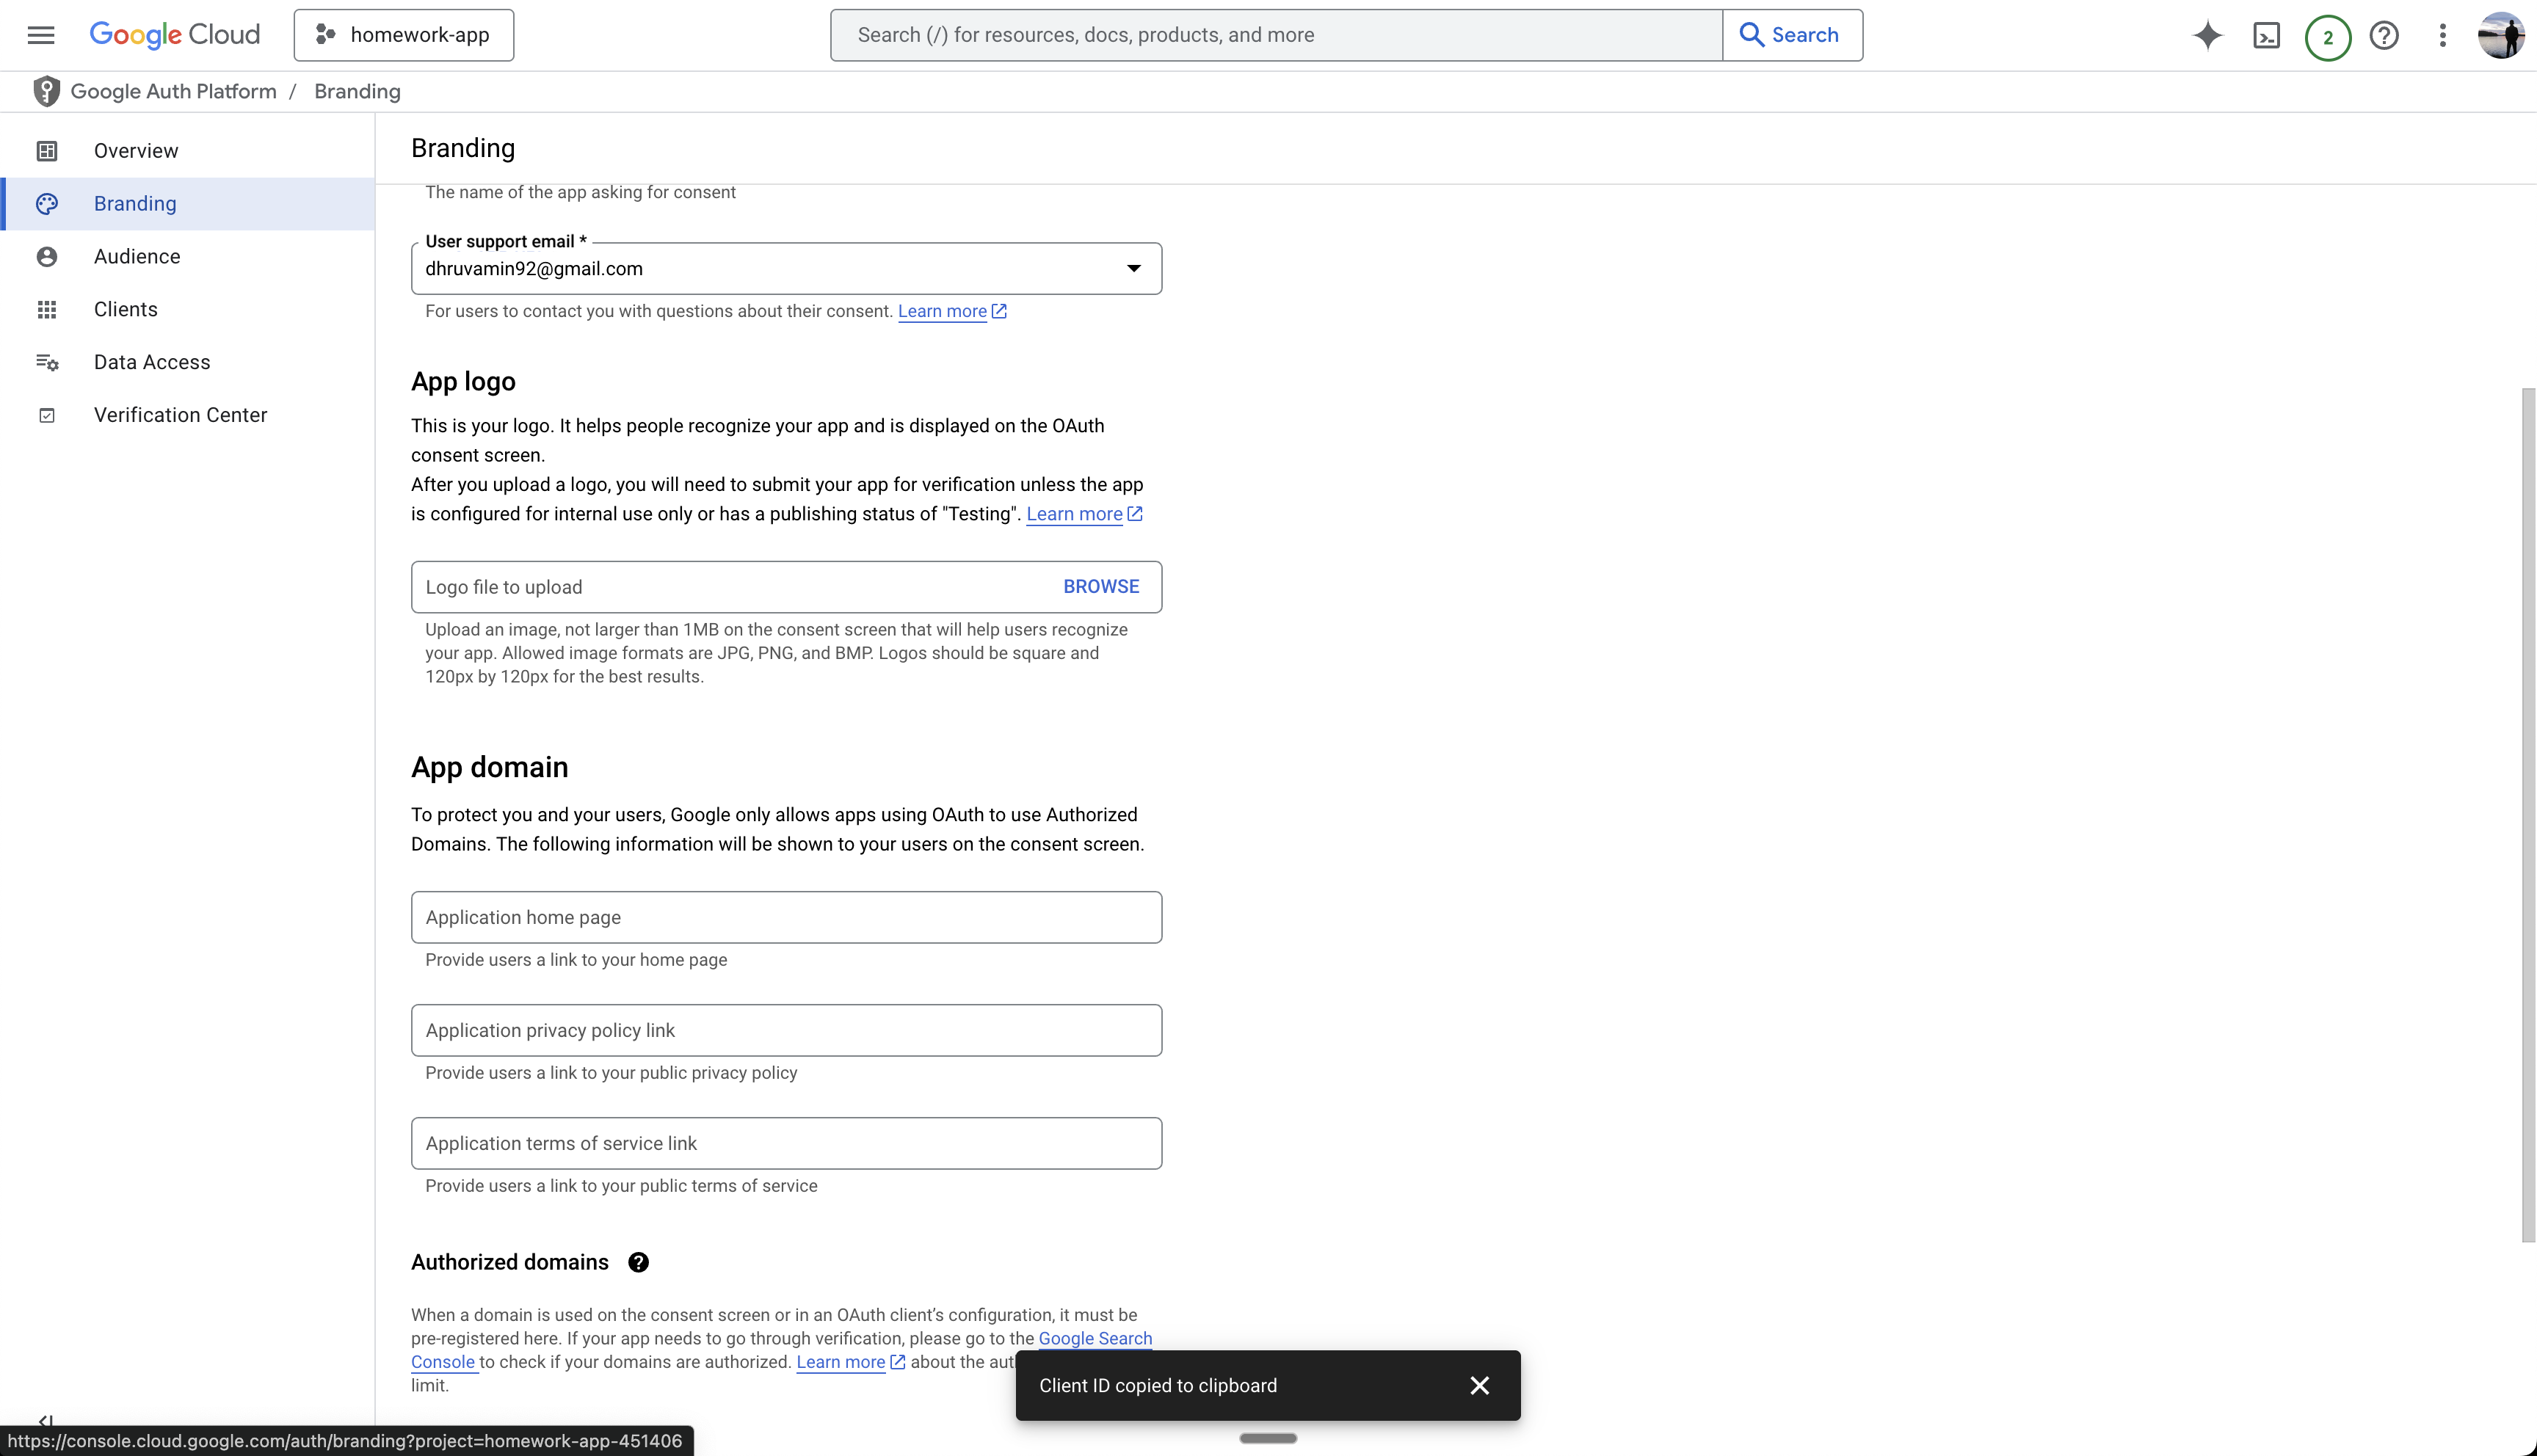 Google Cloud
homework-app
Search (/) for resources, docs, products, and more
Search
2
Google Auth Platform / Branding
Overview
Branding
Audience
Clients
Data Access
Verification Center
Branding
The name of the app asking for consent
User support email *
dhruvamin92@gmail.com
For users to contact you with questions about their consent. Learn more
App logo
This is your logo. It helps people recognize your app and is displayed on the OAuth
consent screen.
After you upload a logo, you will need to submit your app for verification unless the app
is configured for internal use only or has a publishing status of "Testing". Learn more
Logo file to upload
BROWSE
Upload an image, not larger than 1MB on the consent screen that will help users recognize
your app. Allowed image formats are JPG, PNG, and BMP. Logos should be square and
120px by 120px for the best results.
App domain
To protect you and your users, Google only allows apps using OAuth to use Authorized
Domains. The following information will be shown to your users on the consent screen.
Application home page
Provide users a link to your home page
Application privacy policy link
Provide users a link to your public privacy policy
Application terms of service link
Provide users a link to your public terms of service
Authorized domains
When a domain is used on the consent screen or in an OAuth client's configuration, it must be
pre-registered here. If your app needs to go through verification, please go to the Google Search
Console to check if your domains are authorized. Learn more about the
limit.
Client ID copied to clipboard
https://console.cloud.google.com/auth/branding?project=homework-app-451406